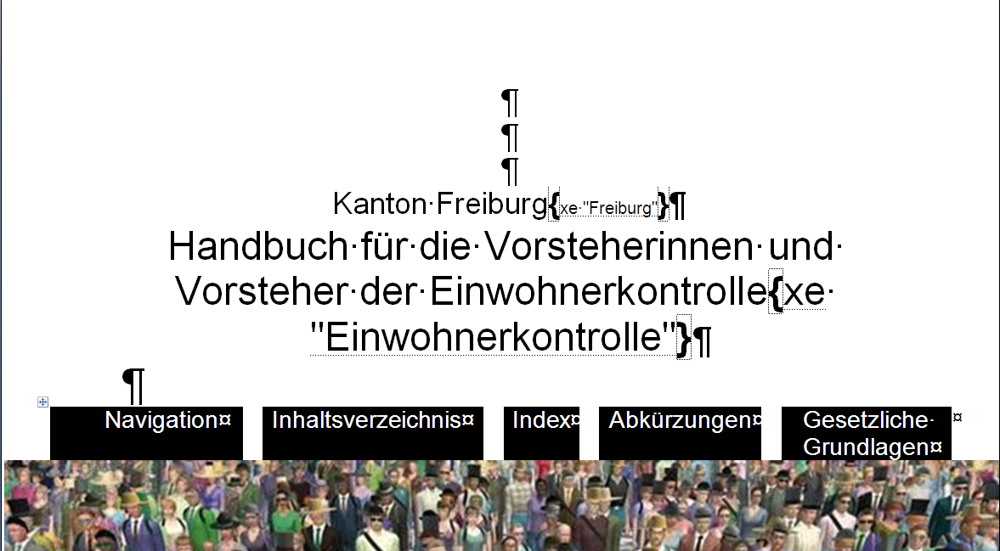 ¶
¶
¶
Kanton·Freiburg{xe·"Freiburg"}¶
Handbuch·für·die·Vorsteherinnen·und·
Vorsteher·der·Einwohnerkontrolle{xe·
"Einwohnerkontrolle"}¶
¶
Navigation¤ Inhaltsverzeichnis¤ Index¤ Abkürzungen¤ Gesetzliche· ¤
Grundlagen¤